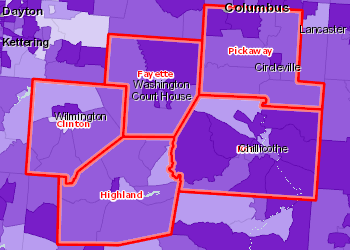 Columbus
Dayton
Lancaster
Kettering
Pickaway
Circleville
Fayette
Washington
Court House
Wilmington
Clinton
Chillicothe
Highland